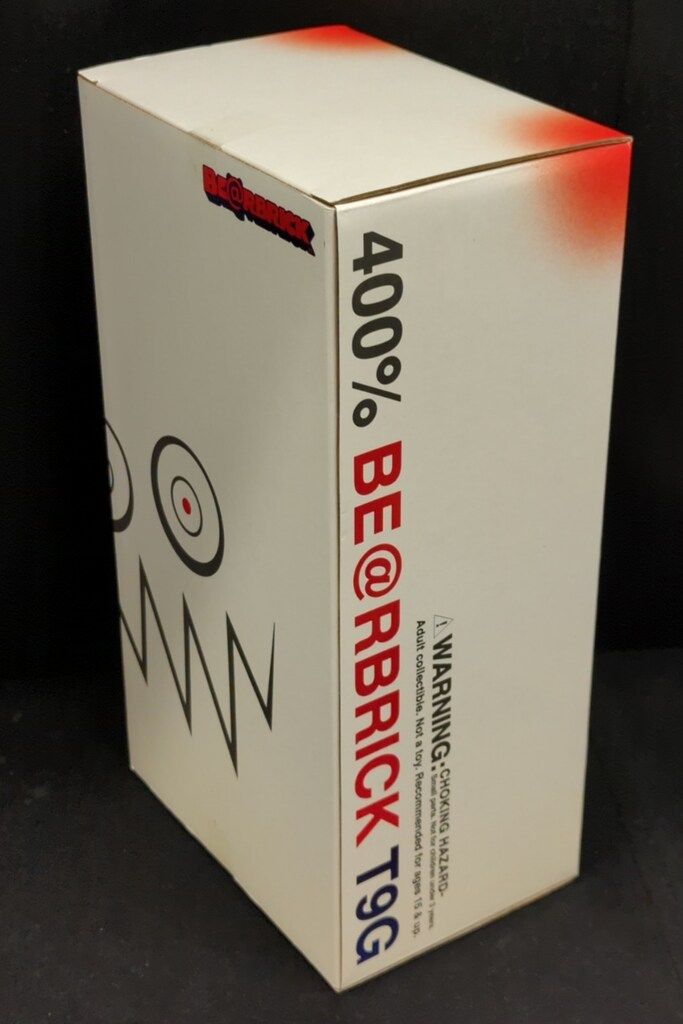 BE@RBRICK
400% BE@RBRICK T9G
⚠WARNING: CHOKING HAZARD-
Small parts. Not for children under 3 years.
Adult collectible. Not a toy. Recommended for ages 15 & up.